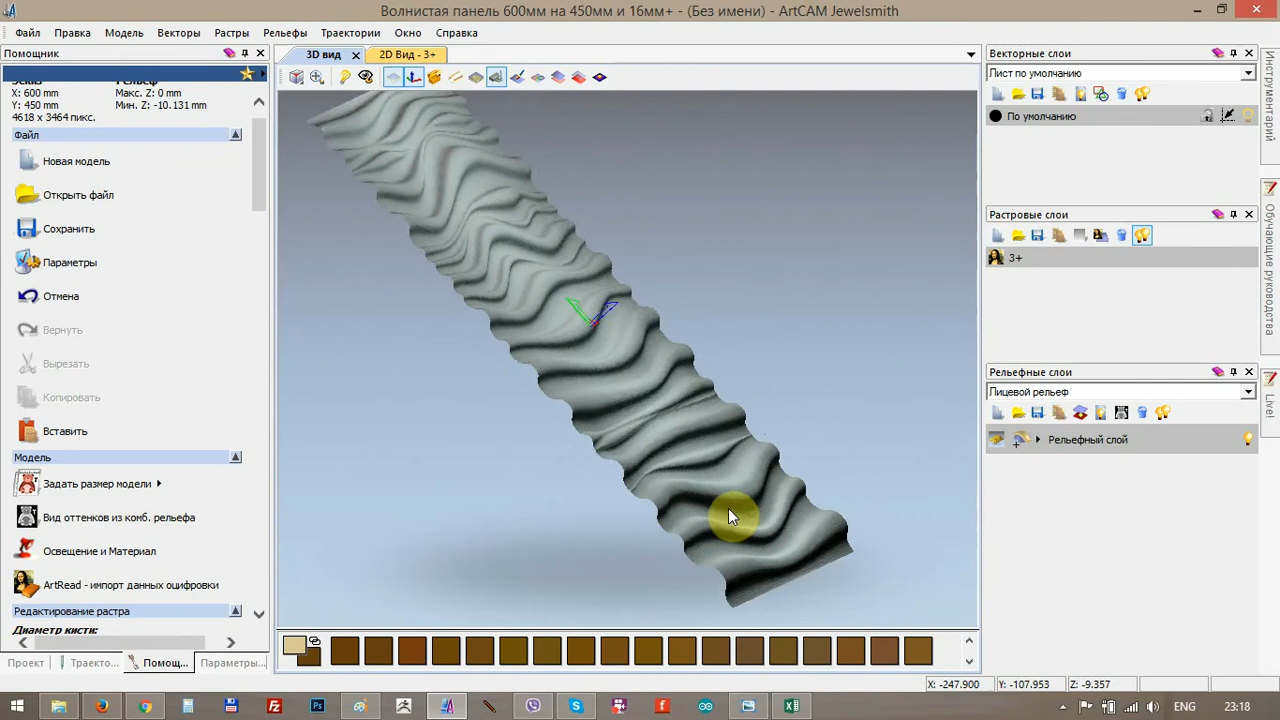 Волнистая панель 600мм на 450мм и 16мм+ - (Без имени) - ArtCAM Jewelsmith
Файл Правка Модель Векторы Растры Рельефы Траектории Окно Справка
Помощник
3D вид
2D Вид - 3+
X: 600 mm Макс. Z: 0 mm
Y: 450 mm Мин. Z: -10.131 mm
4618 x 3464 пикс.
Файл
Новая модель
Открыть файл
Сохранить
Параметры
Отмена
Вернуть
Вырезать
Копировать
Вставить
Модель
Задать размер модели
Вид оттенков из комб. рельефа
Освещение и Материал
ArtRead - импорт данных оцифровки
Редактирование растра
Диаметр кисти:
Проект Траекто... Помощ... Параметры...
Векторные слои
Лист по умолчанию
По умолчанию
Растровые слои
3+
Рельефные слои
Лицевой рельеф
Рельефный слой
Инструментарий
Обучающие руководства
Live!
X: -247.900 Y: -107.953 Z: -9.357
ENG 23:18